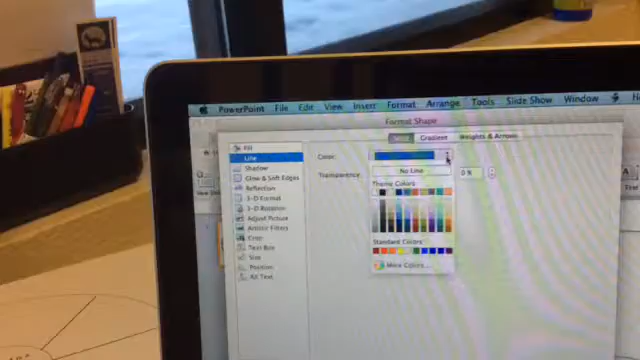 PowerPoint File Edit View Insert Format Arrange Tools Slide Show Window
Format Shape
Solid Gradient Weights & Arrows
Fill
Line
Shadow
Glow & Soft Edges
Reflection
3-D Format
3-D Rotation
Adjust Picture
Artistic Filters
Crop
Text Box
Size
Position
Alt Text
Color:
Transparency:
0 %
No Line
Theme Colors
Standard Colors
More Colors...
Text